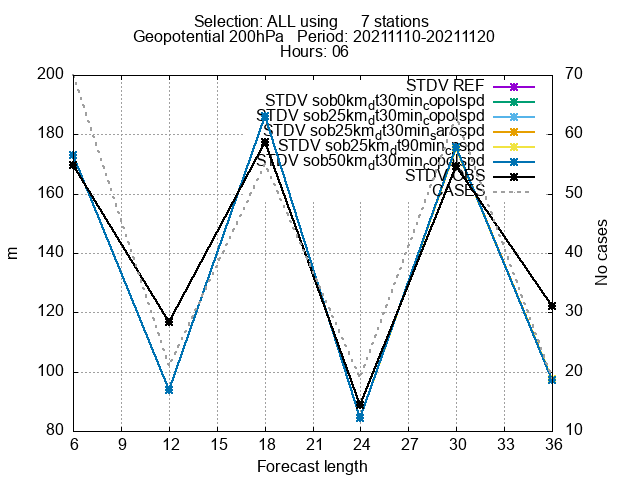 Selection: ALL using 7 stations
Geopotential 200hPa Period: 20211110-20211120
Hours: 06
STDV REF
STDV sob0km_dt30min_copolspd
STDV sob25km_dt30min_copolspd
STDV sob25km_dt30min_sarospd
STDV sob25km_dt90min
STDV sob50km_dt30min_copolspd
STDV OBS
CASES
200
180
160
140
120
100
80
m
70
60
50
40
30
20
10
No cases
6 9 12 15 18 21 24 27 30 33 36
Forecast length